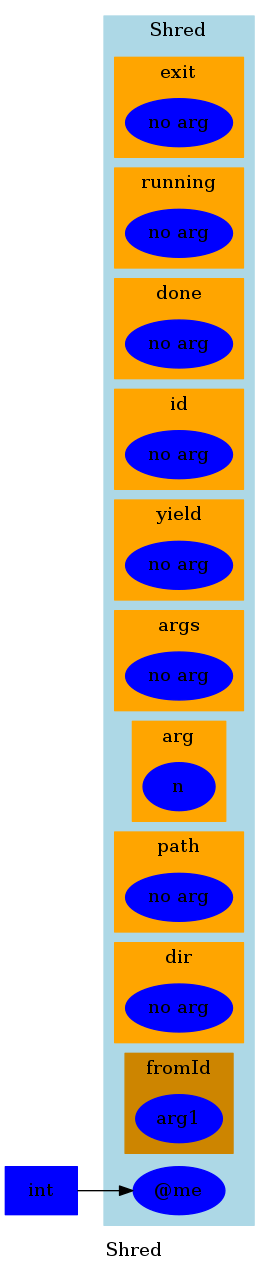 Shred
exit
no arg
running
no arg
done
no arg
id
no arg
yield
no arg
args
no arg
arg
n
path
no arg
dir
no arg
fromId
arg1
int
@me
Shred